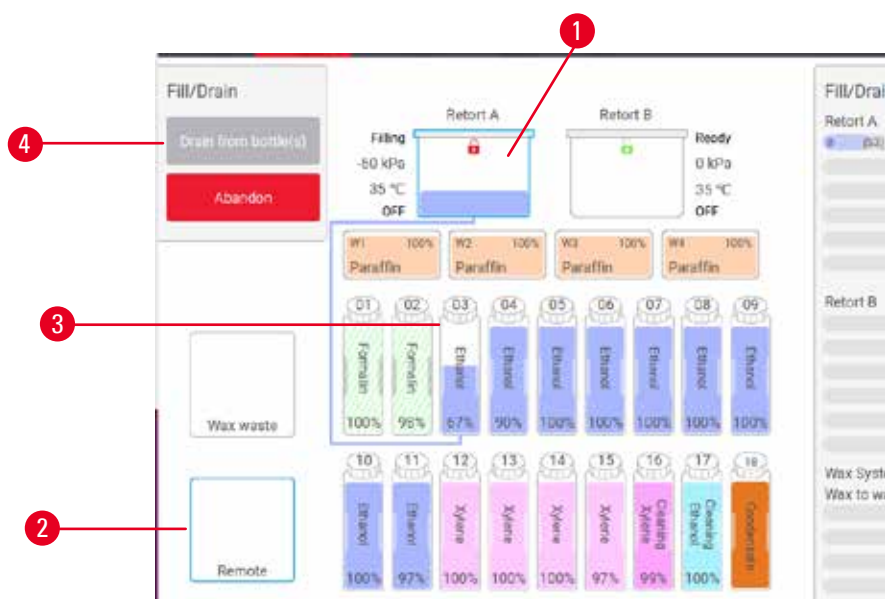 1
Fill/Drain
Drain from bottle(s)
Abandon
4
Retort A
Filling
-60 kPa
35 °C
OFF
Retort B
Ready
0 kPa
35 °C
OFF
W1 100%
Paraffin
W2 100%
Paraffin
W3 100%
Paraffin
W4 100%
Paraffin
3
01 02 03 04 05 06 07 08 09
Formalin Formalin Ethanol Ethanol Ethanol Ethanol Ethanol Ethanol Ethanol
100% 98% 67% 90% 100% 100% 100% 100% 100%
Wax waste
2
Remote
10 11 12 13 14 15 16 17 18
Ethanol Ethanol Xylene Xylene Xylene Xylene Cleaning Xylene Cleaning Ethanol Condensate
100% 97% 100% 100% 100% 97% 99% 100%
Fill/Drai
Retort A
Retort B
Wax Syst
Wax to w